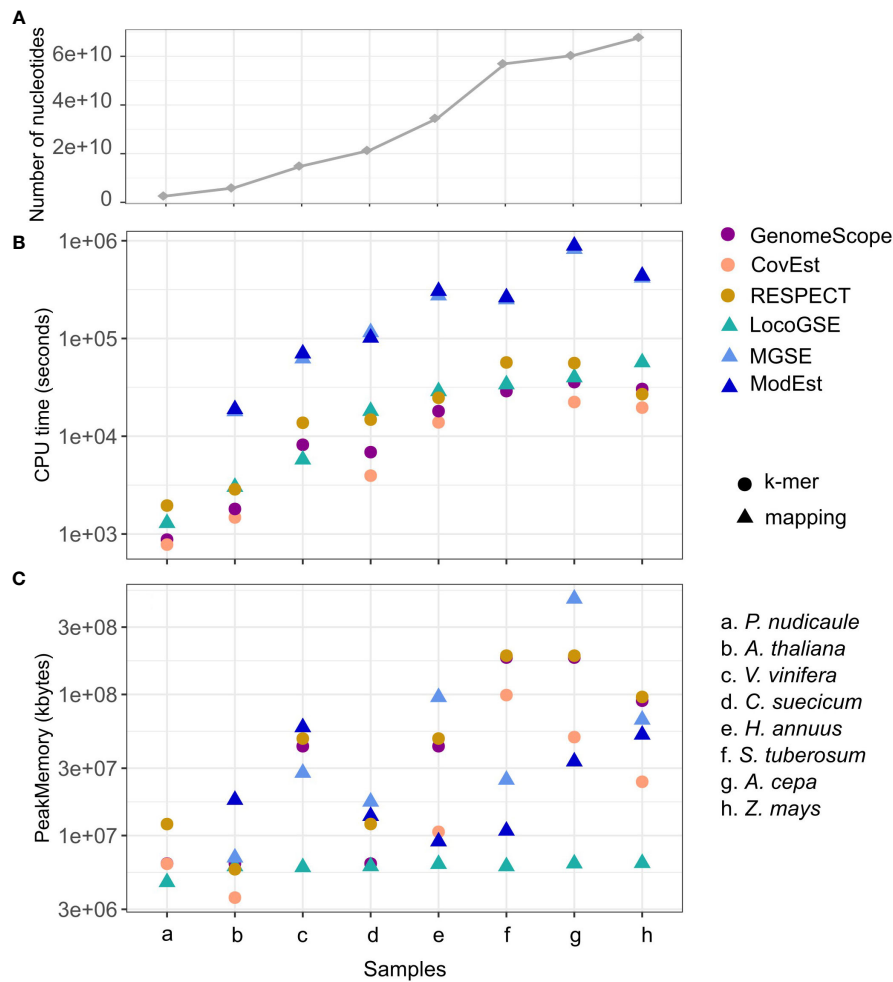 A
Number of nucleotides
6e+10
4e+10
2e+10
0
B
CPU time (seconds)
1e+06
1e+05
1e+04
1e+03
GenomeScope
CovEst
RESPECT
LocoGSE
MGSE
ModEst
k-mer
mapping
C
PeakMemory (kbytes)
3e+08
1e+08
3e+07
1e+07
3e+06
a b c d e f g h
Samples
a. P. nudicaule
b. A. thaliana
c. V. vinifera
d. C. suecicum
e. H. annuus
f. S. tuberosum
g. A. cepa
h. Z. mays